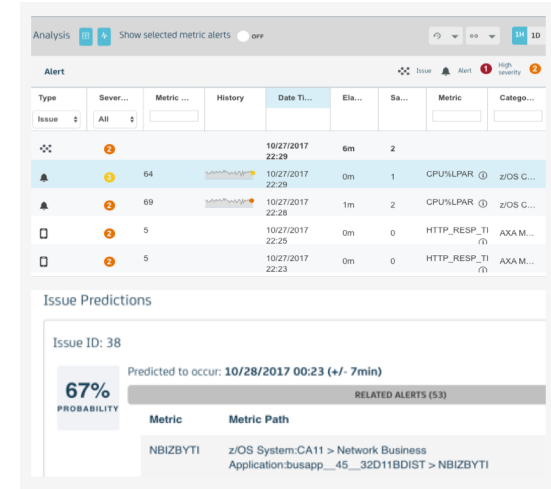 Analysis Show selected metric alerts OFF 1H 1D
Alert Issue Alert 1 High severity 2
Type Sever... Metric ... History Date Ti... Ela... Sa... Metric Catego...
Issue All
2 10/27/2017 22:29 6m 2
3 64 10/27/2017 22:29 0m 1 CPU%LPAR z/OS C...
2 69 10/27/2017 22:28 1m 2 CPU%LPAR z/OS C...
2 5 10/27/2017 22:25 0m 0 HTTP_RESP_TI AXA M...
2 5 10/27/2017 22:23 0m 0 HTTP_RESP_TI AXA M...
Issue Predictions
Issue ID: 38
Predicted to occur: 10/28/2017 00:23 (+/- 7min)
67%
PROBABILITY
RELATED ALERTS (53)
Metric Metric Path
NBIZBYTI z/OS System:CA11 > Network Business
Application:busapp__45__32D11BDIST > NBIZBYTI